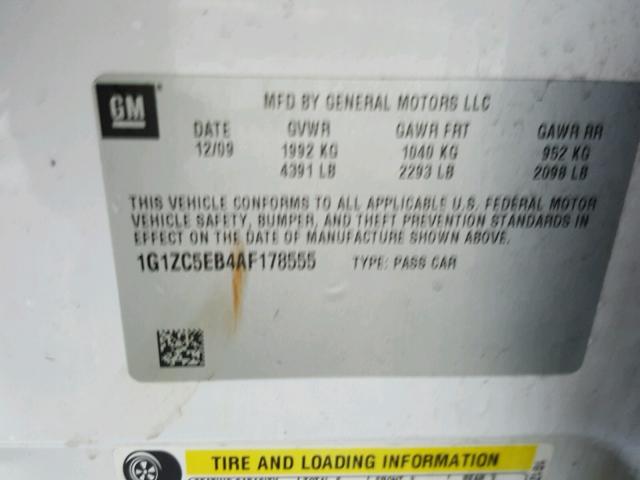 GM
MFD BY GENERAL MOTORS LLC
DATE GVWR GAWR FRT GAWR RR
12/09 1992 KG 1040 KG 952 KG
4391 LB 2293 LB 2098 LB
THIS VEHICLE CONFORMS TO ALL APPLICABLE U.S. FEDERAL MOTOR
VEHICLE SAFETY, BUMPER, AND THEFT PREVENTION STANDARDS IN
EFFECT ON THE DATE OF MANUFACTURE SHOWN ABOVE.
1G1ZC5EB4AF178555 TYPE: PASS CAR
TIRE AND LOADING INFORMATION